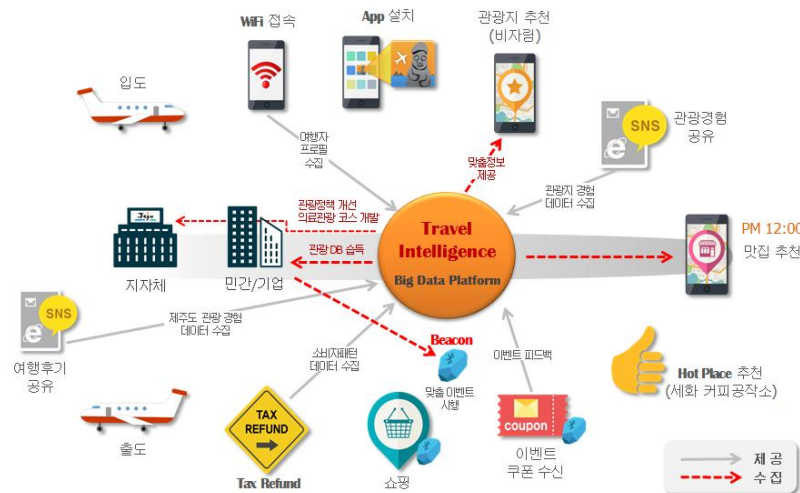 WiFi 접속
App 설치
관광지 추천
(비자림)
입도
SNS
관광경험
공유
여행자
프로필
수집
맞춤정보
제공
관광지 경험
데이터 수집
관광정책 개선
의료관광 코스 개발
Jeju
Travel
Intelligence
Big Data Platform
관광 DB 습득
PM 12:00
맛집 추천
지자체
민간/기업
SNS
여행후기
공유
제주도 관광 경험
데이터 수집
소비자패턴
데이터 수집
Beacon
맞춤 이벤트
시행
이벤트 피드백
Hot Place 추천
(세화 커피공작소)
출도
TAX
REFUND
Tax Refund
쇼핑
coupon
이벤트
쿠폰 수신
제 공
수 집